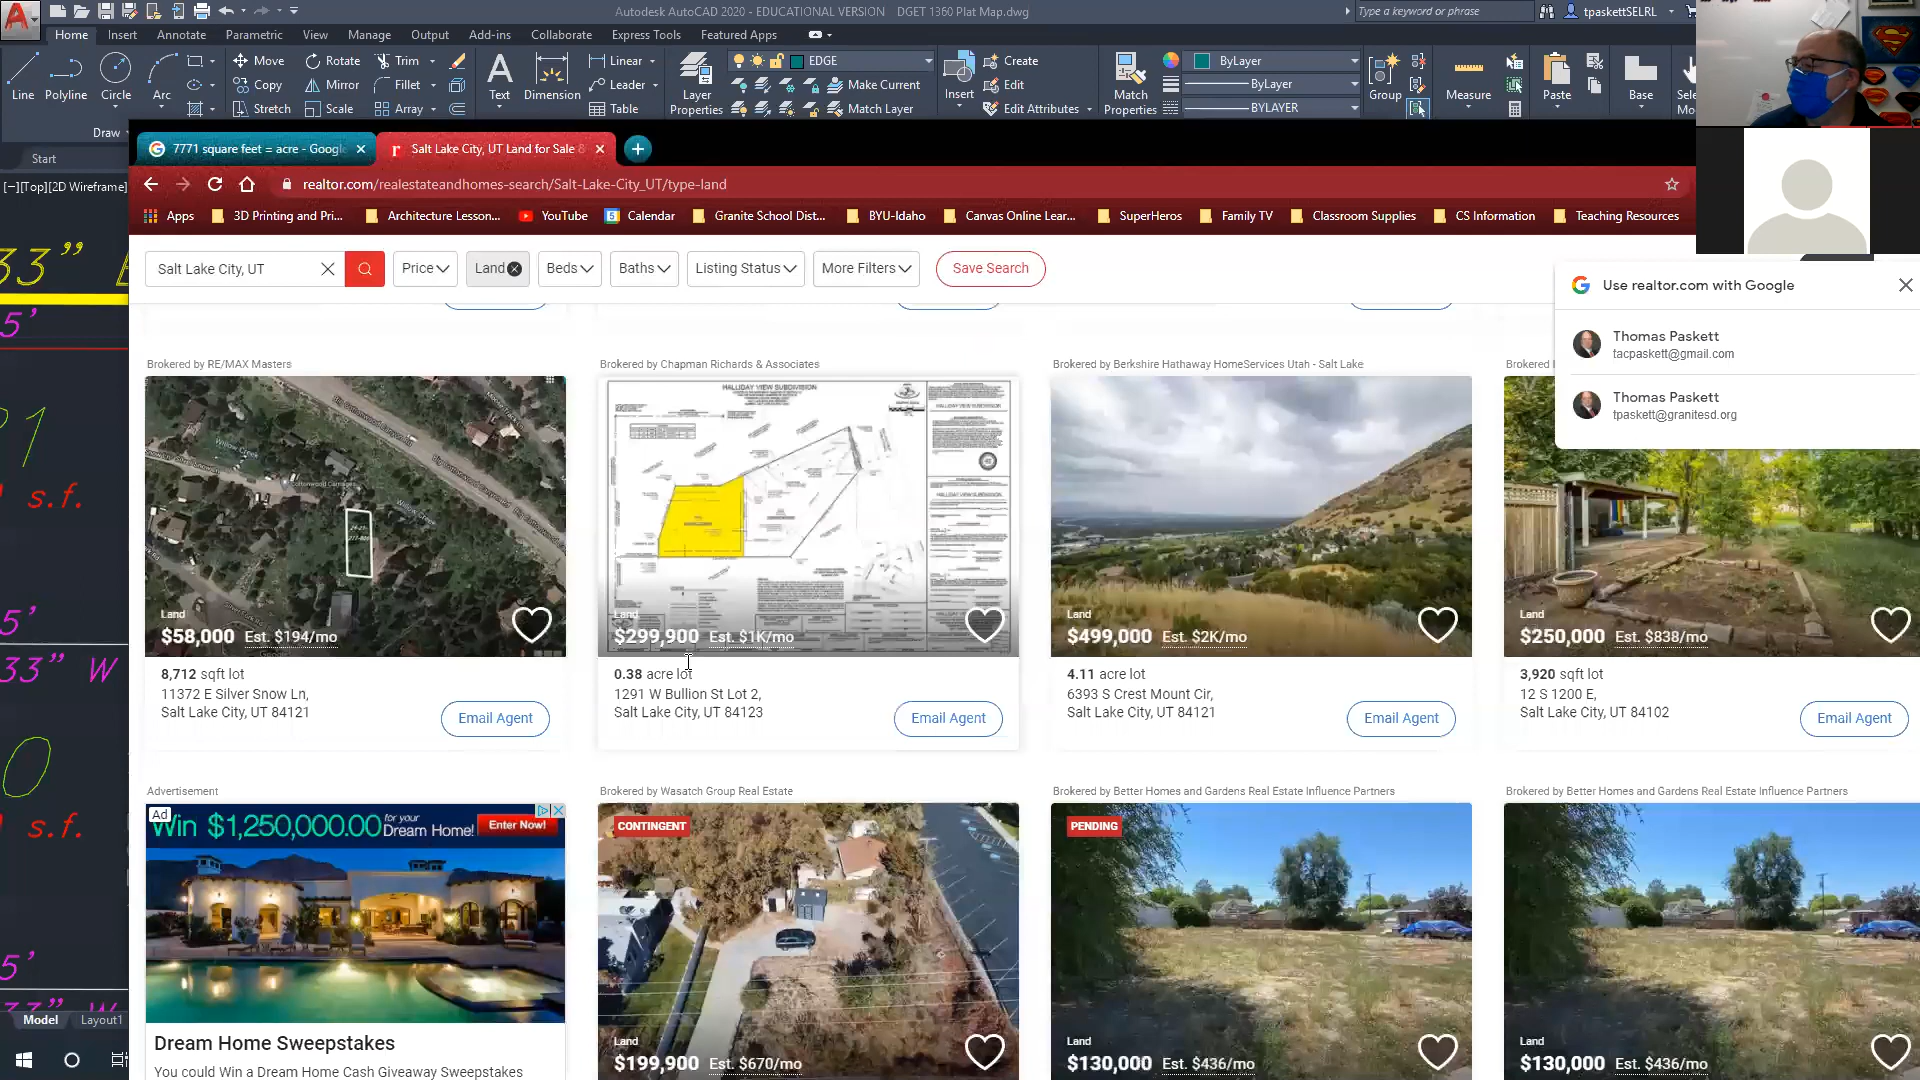 Autodesk AutoCAD 2020 - EDUCATIONAL VERSION DGET 1360 Plat Map.dwg
Type a keyword or phrase
tpaskettSELRL
Home Insert Annotate Parametric View Manage Output Add-ins Collaborate Express Tools Featured Apps
Line Polyline Circle Arc
Move Rotate Trim
Copy Mirror Fillet
Stretch Scale Array
Text Dimension
Linear
Leader
Table
Layer Properties
EDGE
Make Current
Match Layer
Insert
Create
Edit
Edit Attributes
Match Properties
ByLayer
ByLayer
BYLAYER
Group Measure Paste Base
Draw
Start
[−][Top][2D Wireframe]
7771 square feet = acre - Google
Salt Lake City, UT Land for Sale
realtor.com/realestateandhomes-search/Salt-Lake-City_UT/type-land
Apps 3D Printing and Pri... Architecture Lesson... YouTube Calendar Granite School Dist... BYU-Idaho Canvas Online Lear... SuperHeros Family TV Classroom Supplies CS Information Teaching Resources
Salt Lake City, UT
Price Land Beds Baths Listing Status More Filters Save Search
Use realtor.com with Google
Thomas Paskett
tacpaskett@gmail.com
Thomas Paskett
tpaskett@granitesd.org
33"
5'
s.f.
5'
33" W
0
s.f.
5'
33" W
Brokered by RE/MAX Masters
Land
$58,000 Est. $194/mo
8,712 sqft lot
11372 E Silver Snow Ln,
Salt Lake City, UT 84121
Email Agent
Brokered by Chapman Richards & Associates
HALLIDAY VIEW SUBDIVISION
Land
$299,900 Est. $1K/mo
0.38 acre lot
1291 W Bullion St Lot 2,
Salt Lake City, UT 84123
Email Agent
Brokered by Berkshire Hathaway HomeServices Utah - Salt Lake
Land
$499,000 Est. $2K/mo
4.11 acre lot
6393 S Crest Mount Cir,
Salt Lake City, UT 84121
Email Agent
Land
$250,000 Est. $838/mo
3,920 sqft lot
12 S 1200 E,
Salt Lake City, UT 84102
Email Agent
Advertisement
Ad
Win $1,250,000.00 for your Dream Home! Enter Now!
Dream Home Sweepstakes
You could Win a Dream Home Cash Giveaway Sweepstakes
Brokered by Wasatch Group Real Estate
CONTINGENT
Land
$199,900 Est. $670/mo
Brokered by Better Homes and Gardens Real Estate Influence Partners
PENDING
Land
$130,000 Est. $436/mo
Brokered by Better Homes and Gardens Real Estate Influence Partners
Land
$130,000 Est. $436/mo
Model Layout1